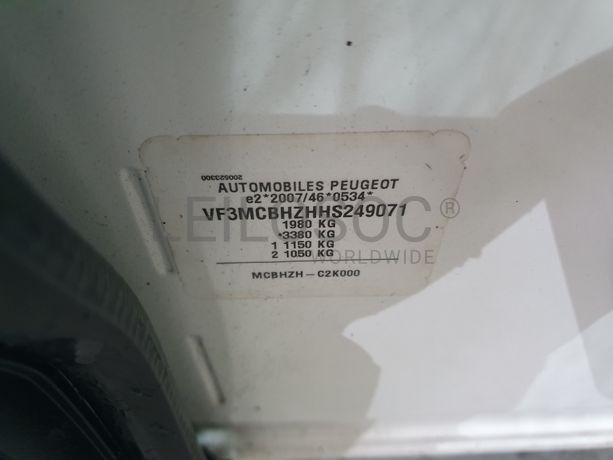 200523300
AUTOMOBILES PEUGEOT
e2*2007/46*0534*
VF3MCBHZHHS249071
1980 KG
*3380 KG
1 1150 KG
2 1050 KG
MCBHZH-C2K000
LEILOSOC®
WORLDWIDE